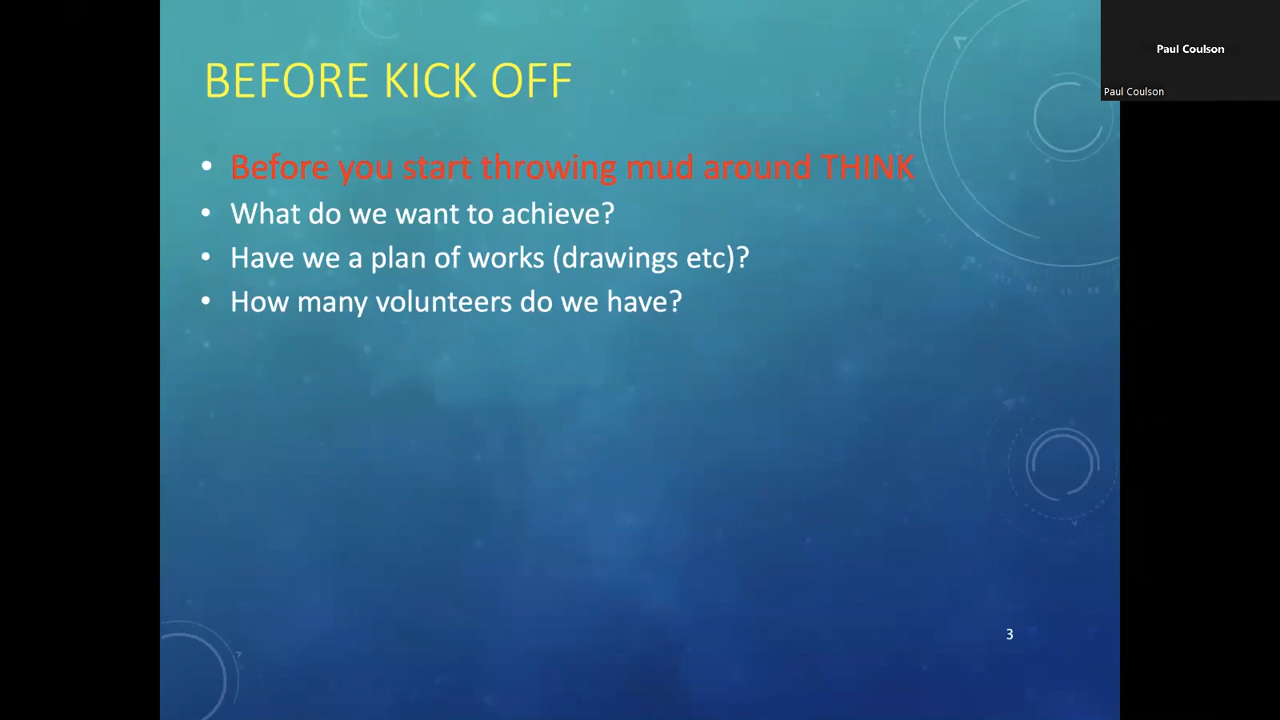 Paul Coulson
Paul Coulson
BEFORE KICK OFF
• Before you start throwing mud around THINK
• What do we want to achieve?
• Have we a plan of works (drawings etc)?
• How many volunteers do we have?
3